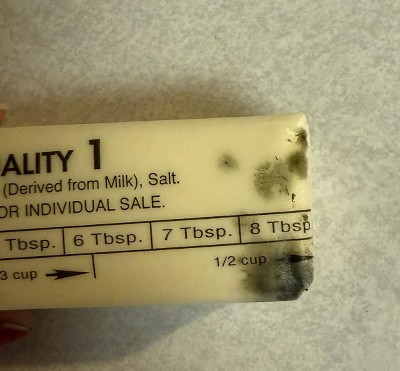 ALITY 1
(Derived from Milk), Salt.
OR INDIVIDUAL SALE.
Tbsp. 6 Tbsp. 7 Tbsp. 8 Tbsp
3 cup 1/2 cup